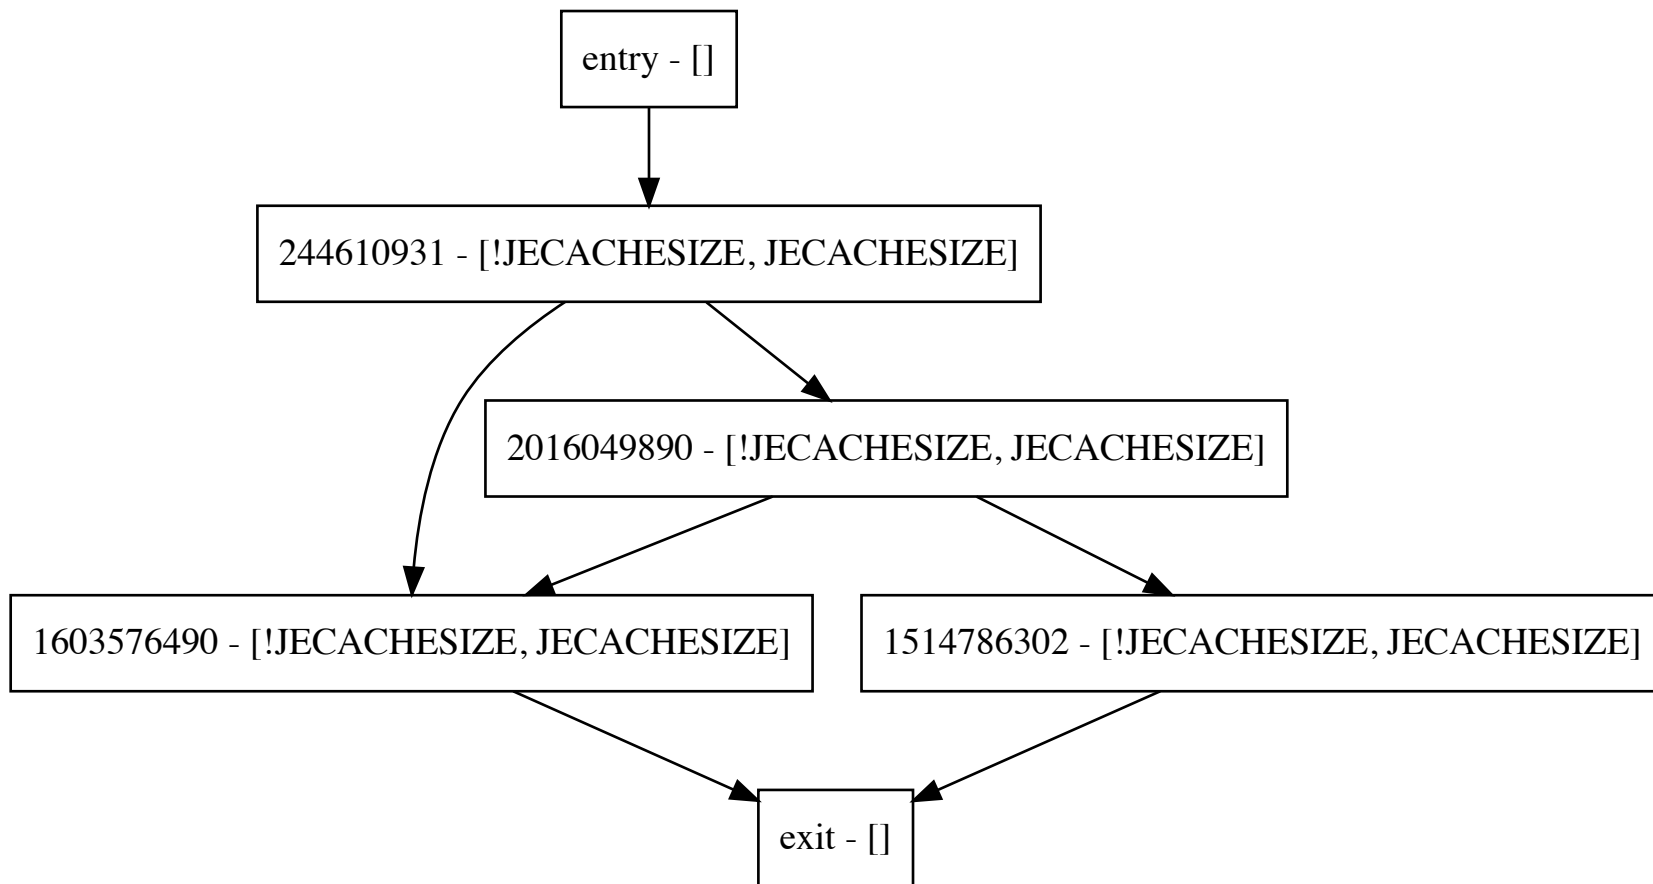 entry - []
244610931 - [!JECACHESIZE, JECACHESIZE]
2016049890 - [!JECACHESIZE, JECACHESIZE]
1603576490 - [!JECACHESIZE, JECACHESIZE]
1514786302 - [!JECACHESIZE, JECACHESIZE]
exit - []